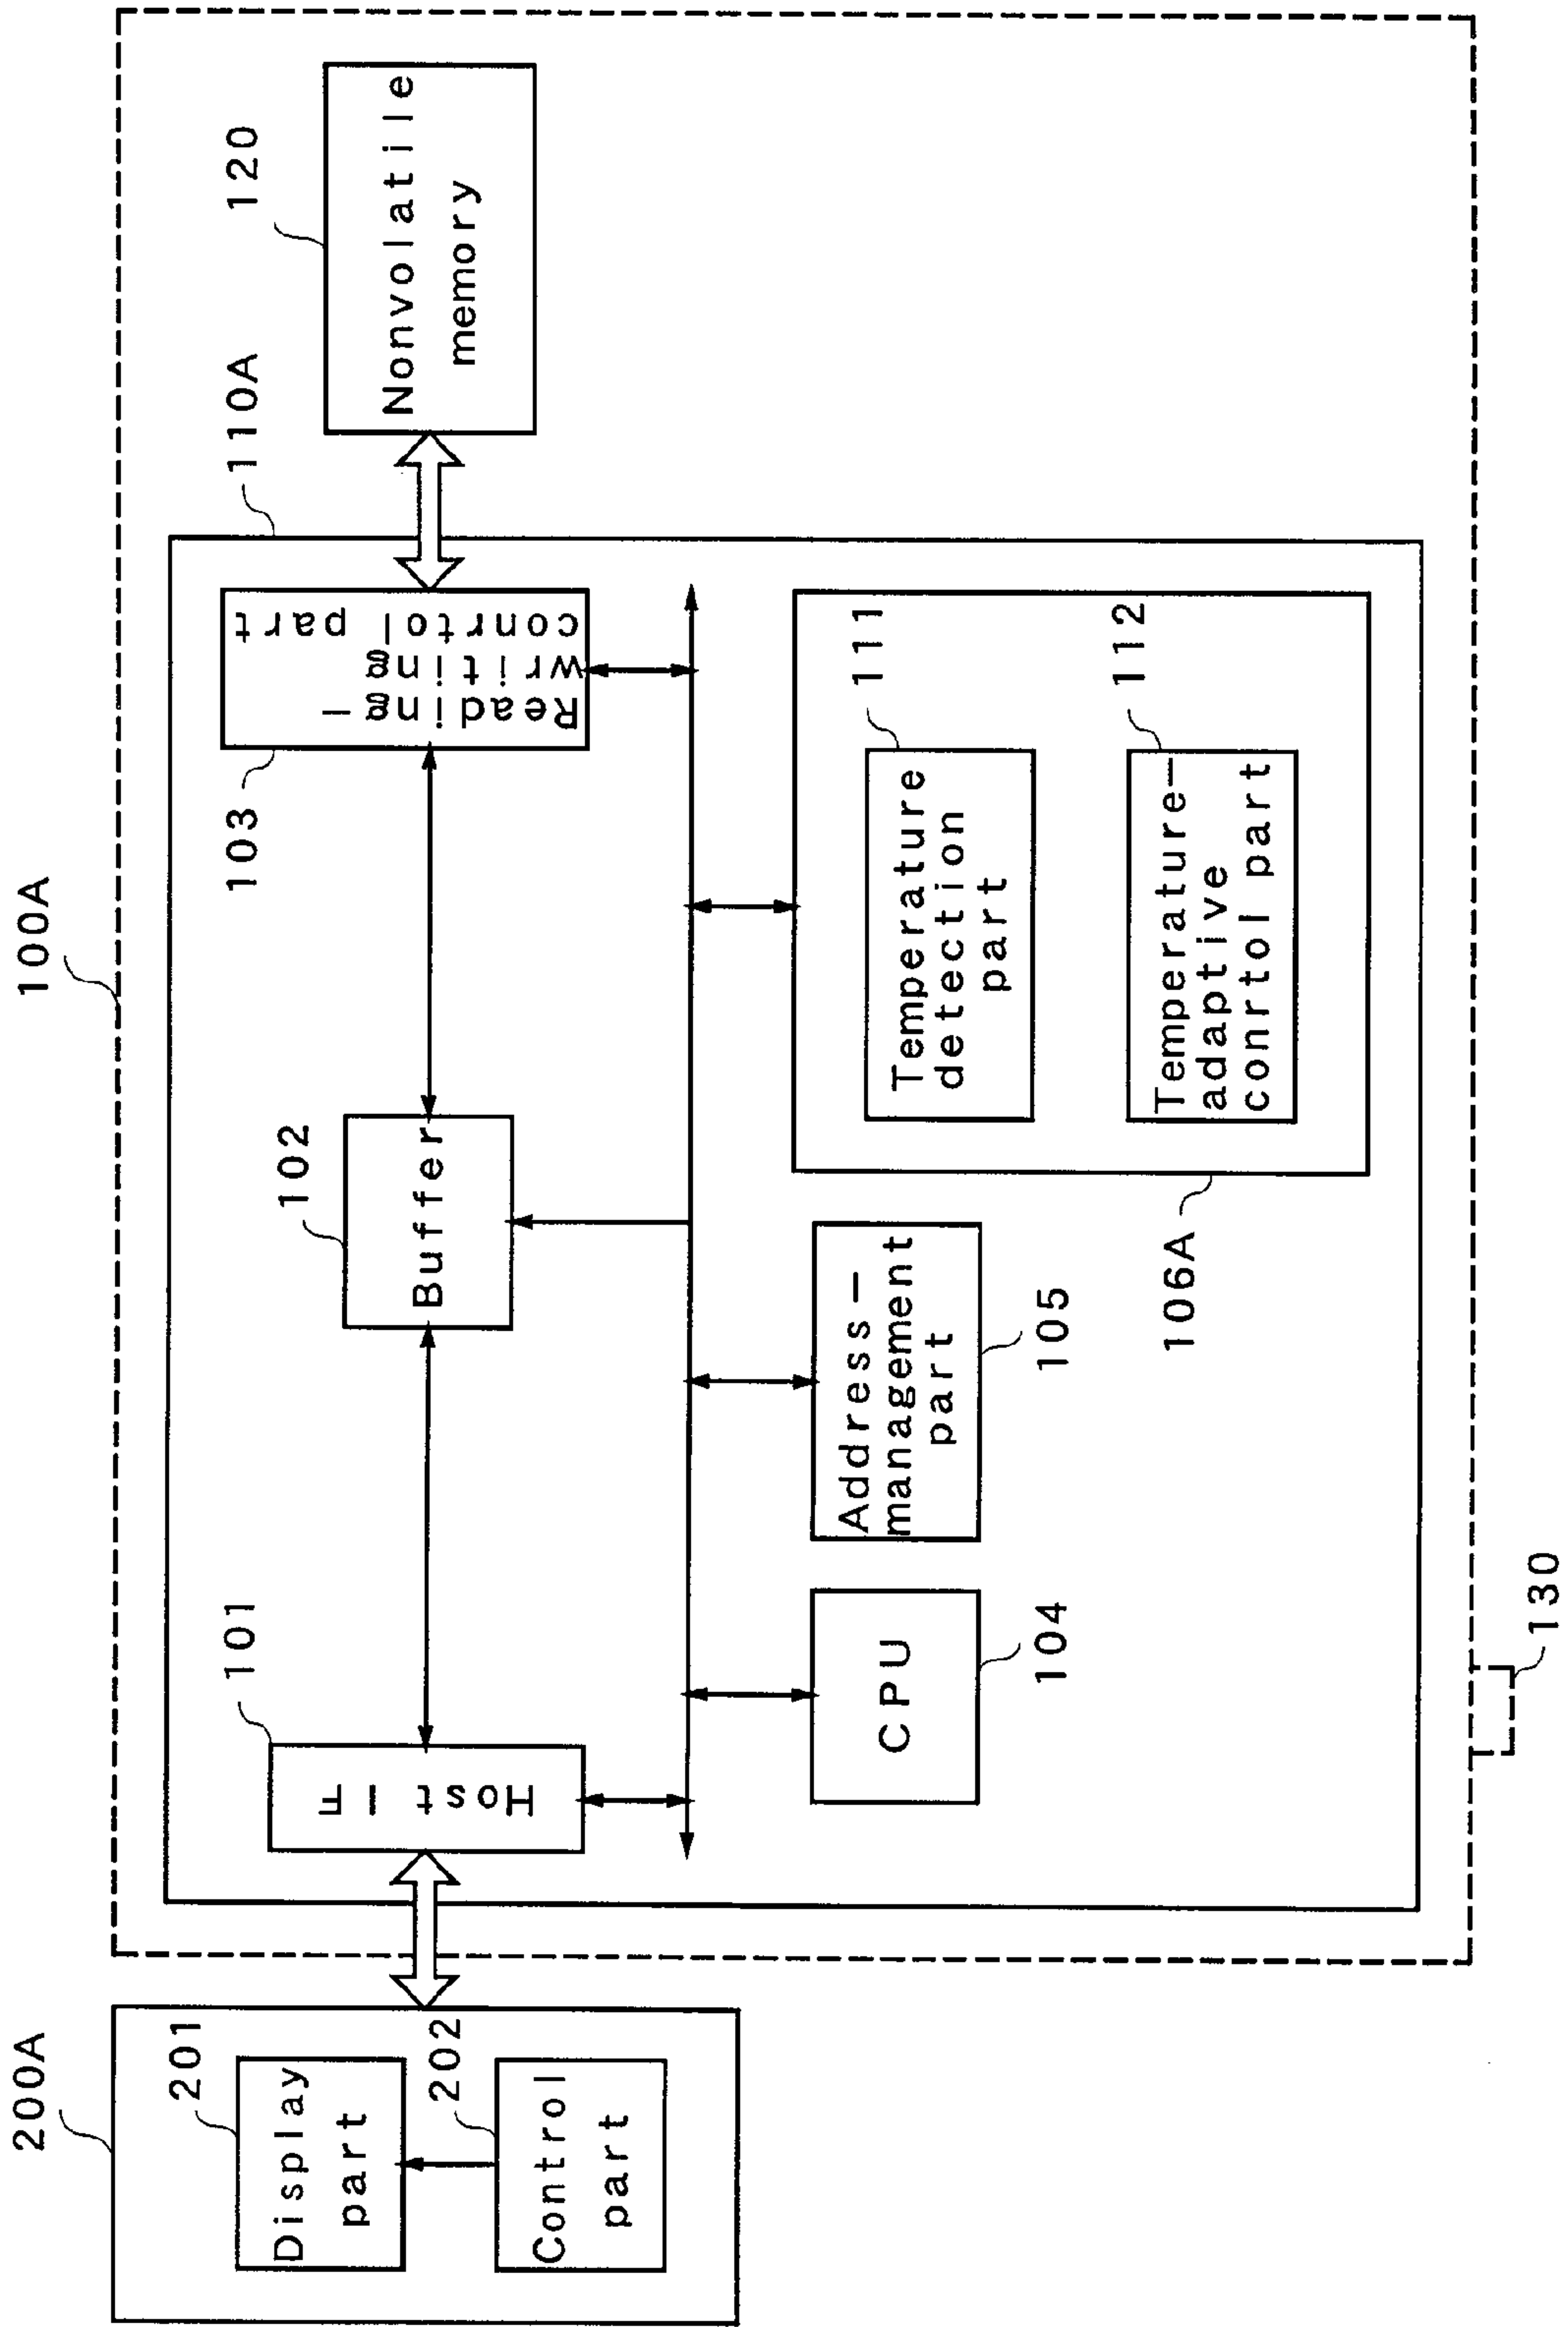 100A
200A
201
Display
part
202
Control
part
110A
101
Host IF
102
Buffer
103
Reading-
writing
conrtol part
120
Nonvolatile
memory
CPU
104
Address-
management
part
105
106A
Temperature
detection
part
111
Temperature-
adaptive
conrtol part
112
130